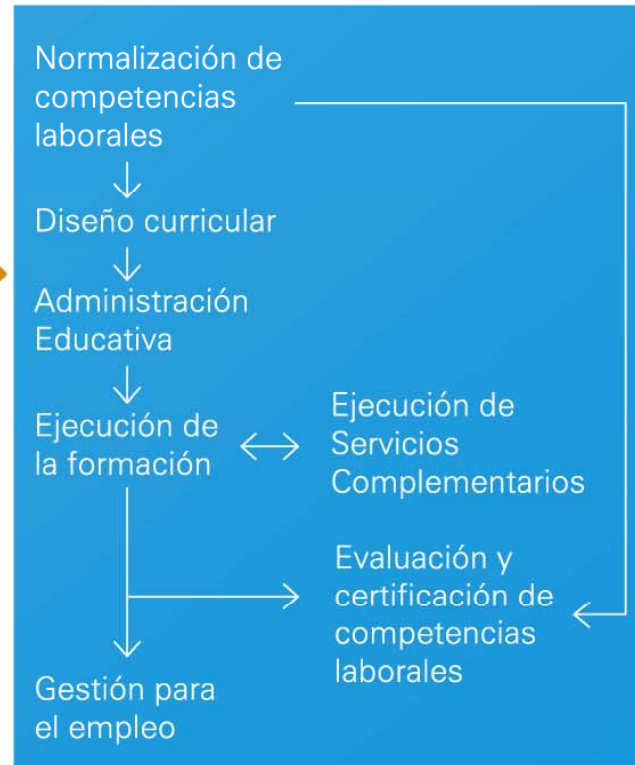 Normalización de
competencias
laborales
Diseño curricular
Administración
Educativa
Ejecución de
la formación
Ejecución de
Servicios
Complementarios
Evaluación y
certificación de
competencias
laborales
Gestión para
el empleo